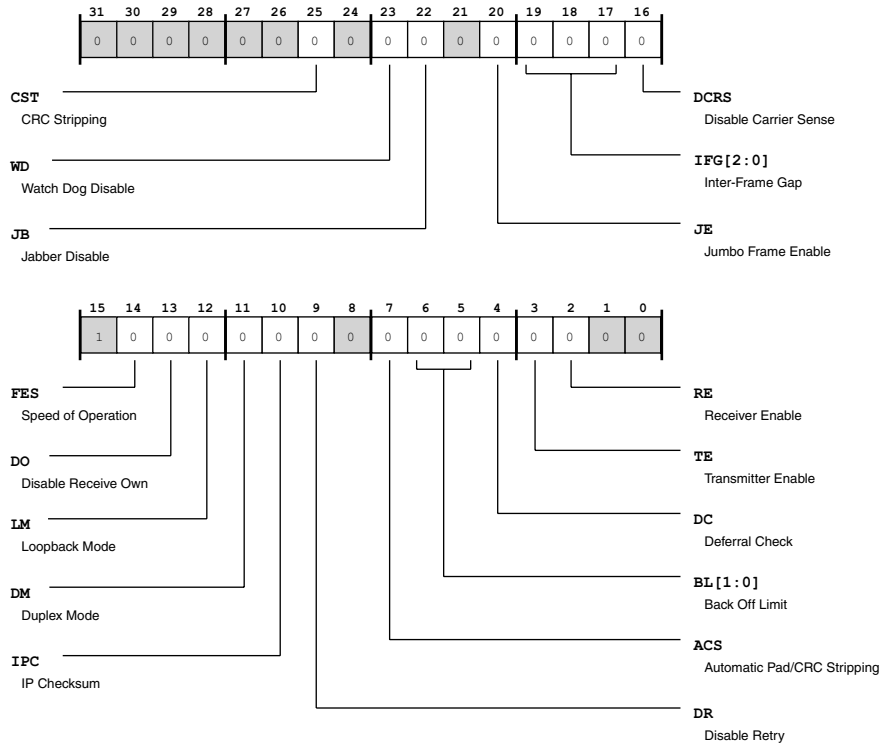 31 30 29 28 27 26 25 24 23 22 21 20 19 18 17 16
0 0 0 0 0 0 0 0 0 0 0 0 0 0 0 0
CST
CRC Stripping
WD
Watch Dog Disable
JB
Jabber Disable
DCRS
Disable Carrier Sense
IFG[2:0]
Inter-Frame Gap
JE
Jumbo Frame Enable
15 14 13 12 11 10 9 8 7 6 5 4 3 2 1 0
1 0 0 0 0 0 0 0 0 0 0 0 0 0 0 0
FES
Speed of Operation
DO
Disable Receive Own
LM
Loopback Mode
DM
Duplex Mode
IPC
IP Checksum
RE
Receiver Enable
TE
Transmitter Enable
DC
Deferral Check
BL[1:0]
Back Off Limit
ACS
Automatic Pad/CRC Stripping
DR
Disable Retry